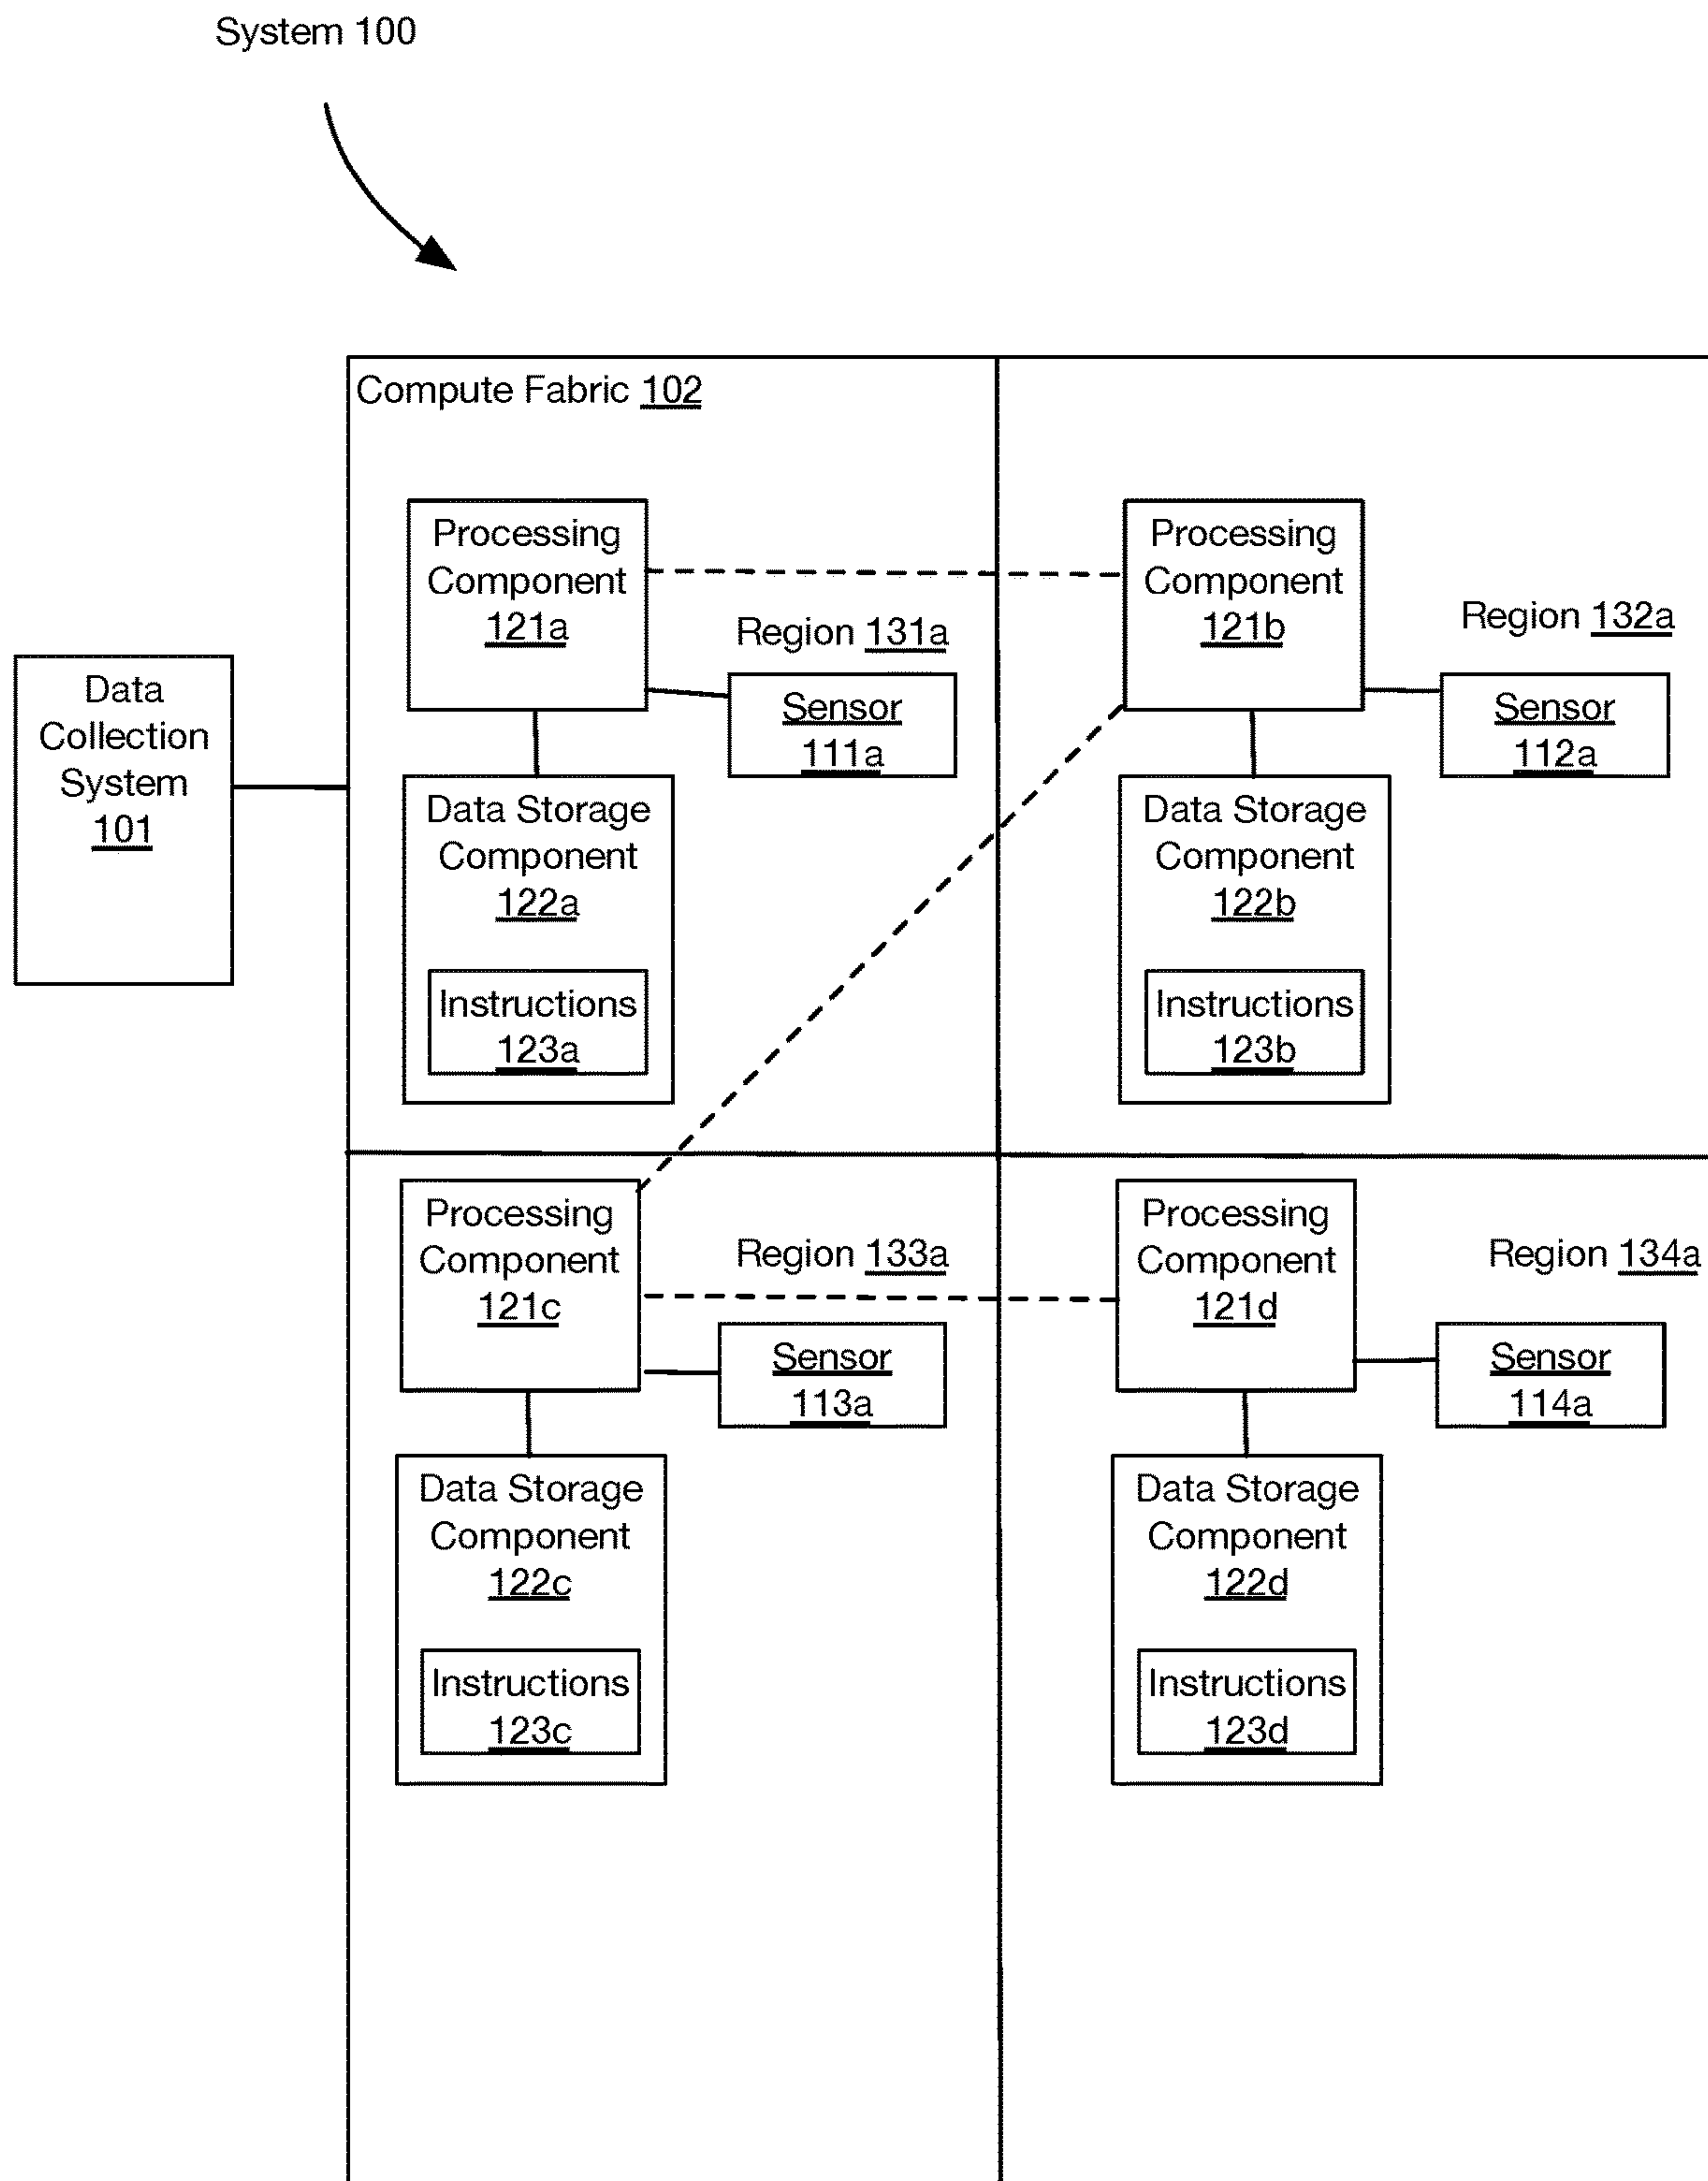 System 100
Compute Fabric 102
Data
Collection
System
101
Processing
Component
121a
Region 131a
Sensor
111a
Data Storage
Component
122a
Instructions
123a
Processing
Component
121b
Region 132a
Sensor
112a
Data Storage
Component
122b
Instructions
123b
Processing
Component
121c
Region 133a
Sensor
113a
Data Storage
Component
122c
Instructions
123c
Processing
Component
121d
Region 134a
Sensor
114a
Data Storage
Component
122d
Instructions
123d